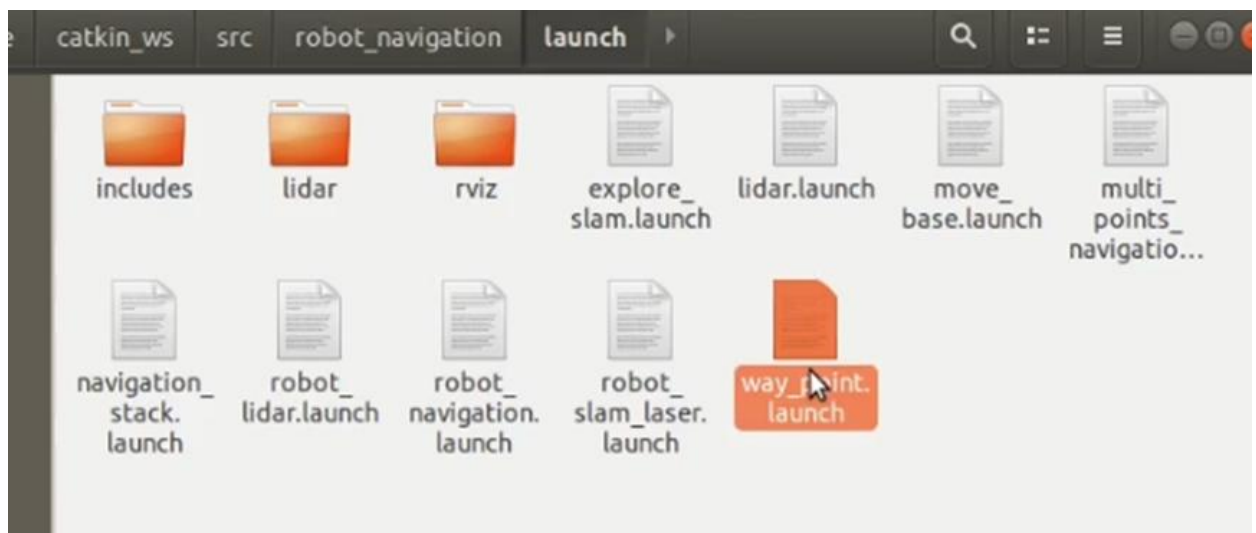 catkin_ws src robot_navigation launch
includes lidar rviz explore_ lidar.launch move_ multi_
slam.launch base.launch points_
navigatio...
navigation_ robot_ robot_ robot_ way_point.
stack. lidar.launch navigation. slam_laser. launch
launch launch launch